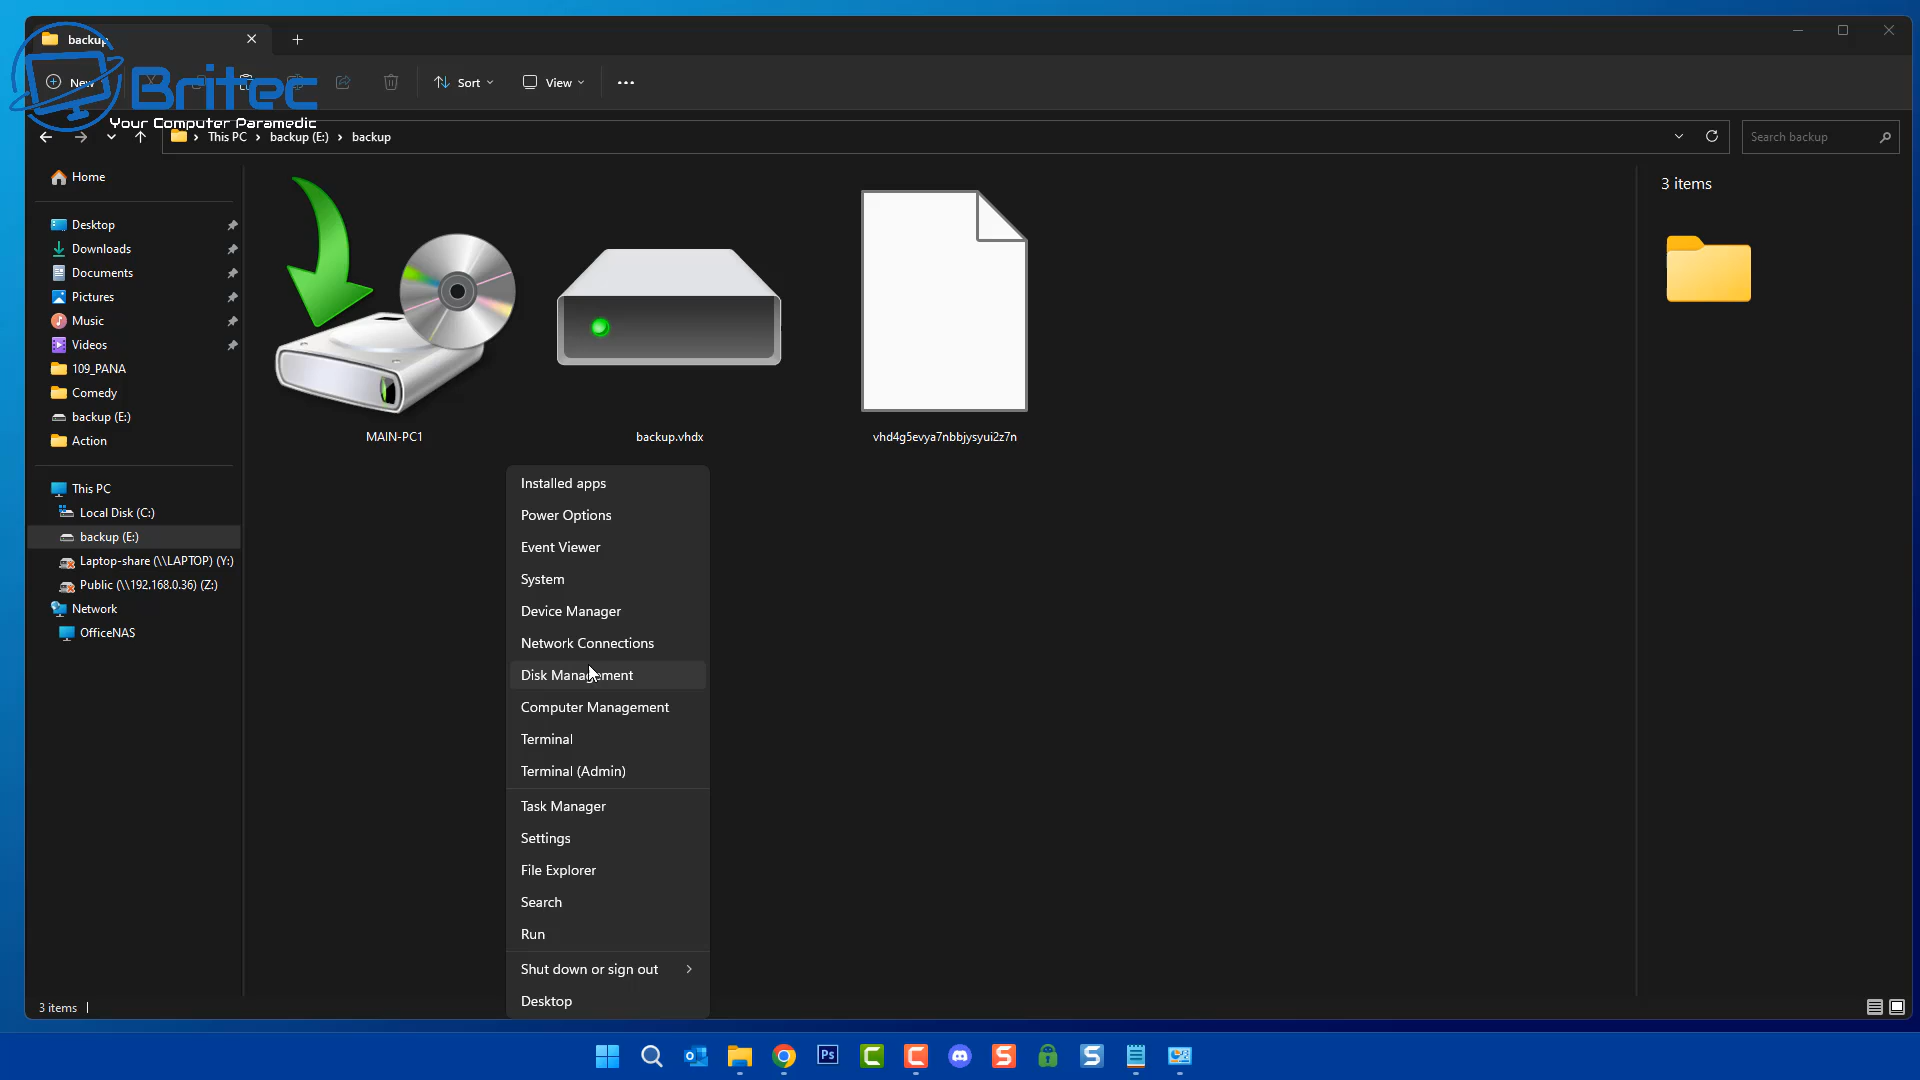 backup
New
Sort
View
Britec
Your Computer Paramedic
This PC
backup (E:)
backup
Search backup
Home
Desktop
Downloads
Documents
Pictures
Music
Videos
109_PANA
Comedy
backup (E:)
Action
This PC
Local Disk (C:)
backup (E:)
Laptop-share (\\LAPTOP) (Y:)
Public (\\192.168.0.36) (Z:)
Network
OfficeNAS
MAIN-PC1
backup.vhdx
vhd4g5evya7nbbjysyui2z7n
3 items
Installed apps
Power Options
Event Viewer
System
Device Manager
Network Connections
Disk Management
Computer Management
Terminal
Terminal (Admin)
Task Manager
Settings
File Explorer
Search
Run
Shut down or sign out
Desktop
3 items
Ps